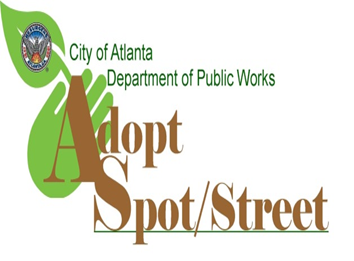 City of Atlanta
Department of Public Works
Adopt
A Spot/Street